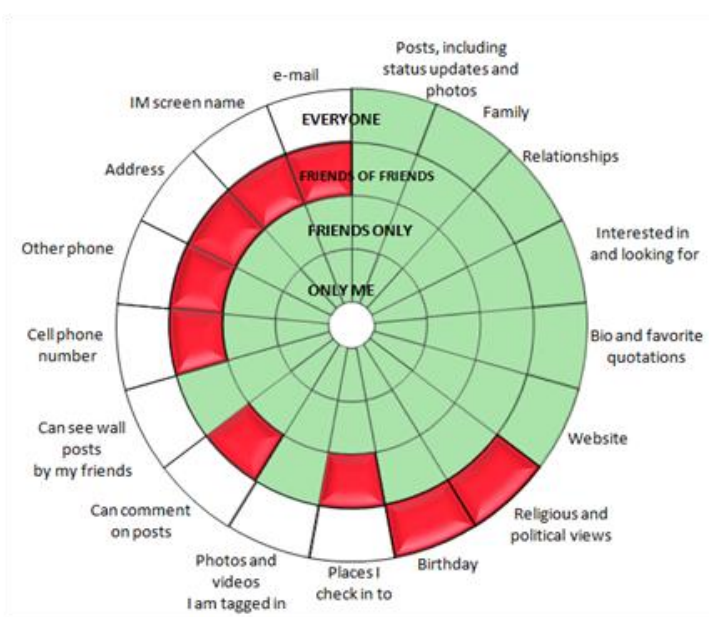 Posts, including
status updates and
photos
Family
Relationships
Interested in
and looking for
Bio and favorite
quotations
Website
Religious and
political views
Birthday
Places I
check in to
Photos and
videos
I am tagged in
Can comment
on posts
Can see wall
posts
by my friends
Cell phone
number
Other phone
Address
IM screen name
e-mail
EVERYONE
FRIENDS OF FRIENDS
FRIENDS ONLY
ONLY ME